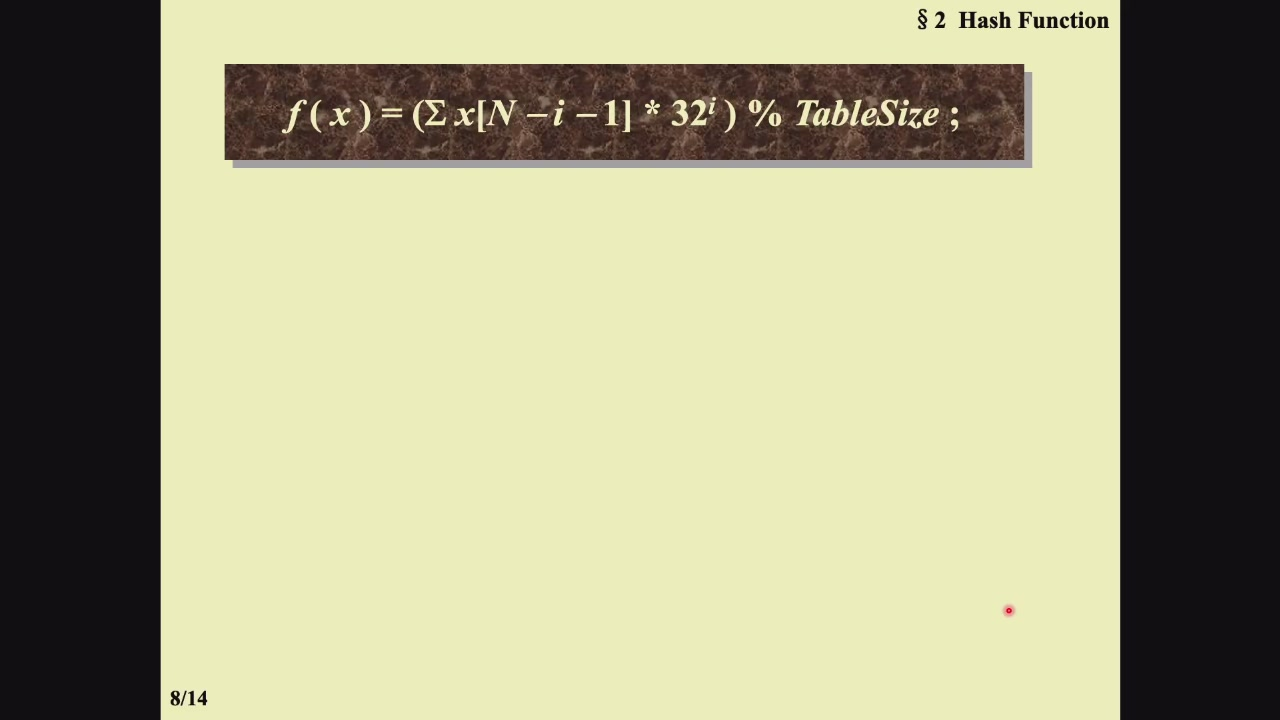 § 2 Hash Function
f ( x ) = (Σ x[N – i – 1] * 32ⁱ ) % TableSize ;
8/14